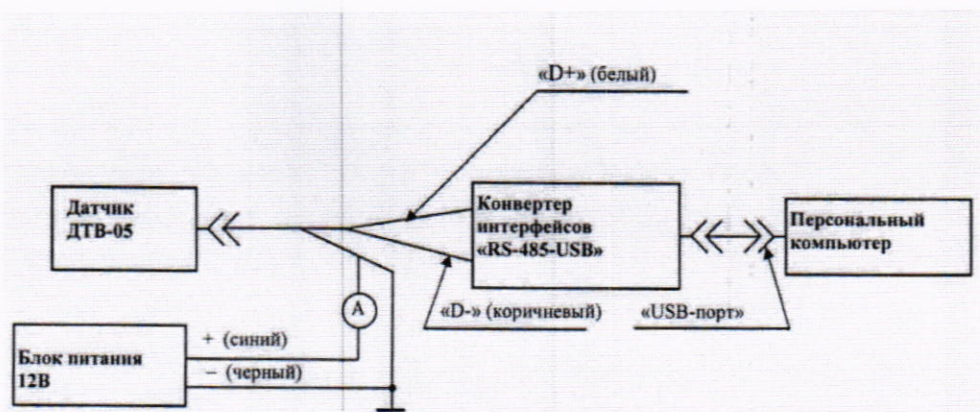 «D+» (белый)
Датчик
ДТВ-05
Конвертер
интерфейсов
«RS-485-USB»
Персональный
компьютер
А
«D-» (коричневый)
«USB-порт»
+ (синий)
Блок питания
12В
– (черный)